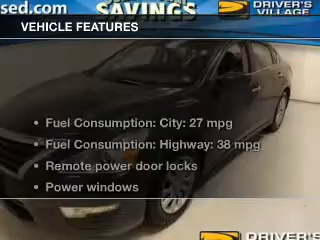 sed.com
SAVINGS
DRIVER'S
VILLAGE
VEHICLE FEATURES
• Fuel Consumption: City: 27 mpg
• Fuel Consumption: Highway: 38 mpg
• Remote power door locks
• Power windows
DRIVER'S